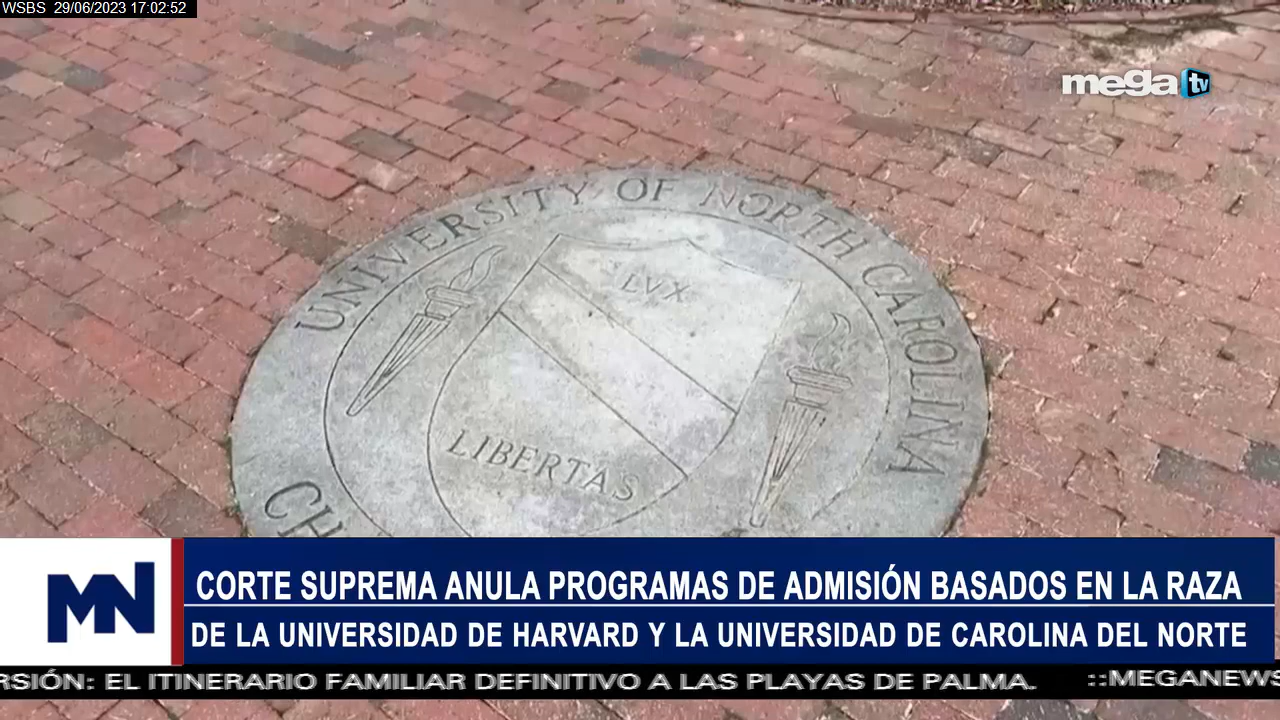 WSBS 29/06/2023 17:02:52
mega tv
UNIVERSITY OF NORTH CAROLINA
LVX
LIBERTAS
CH
MN
CORTE SUPREMA ANULA PROGRAMAS DE ADMISIÓN BASADOS EN LA RAZA
DE LA UNIVERSIDAD DE HARVARD Y LA UNIVERSIDAD DE CAROLINA DEL NORTE
RSIÓN: EL ITINERARIO FAMILIAR DEFINITIVO A LAS PLAYAS DE PALMA. ::MEGANEWS